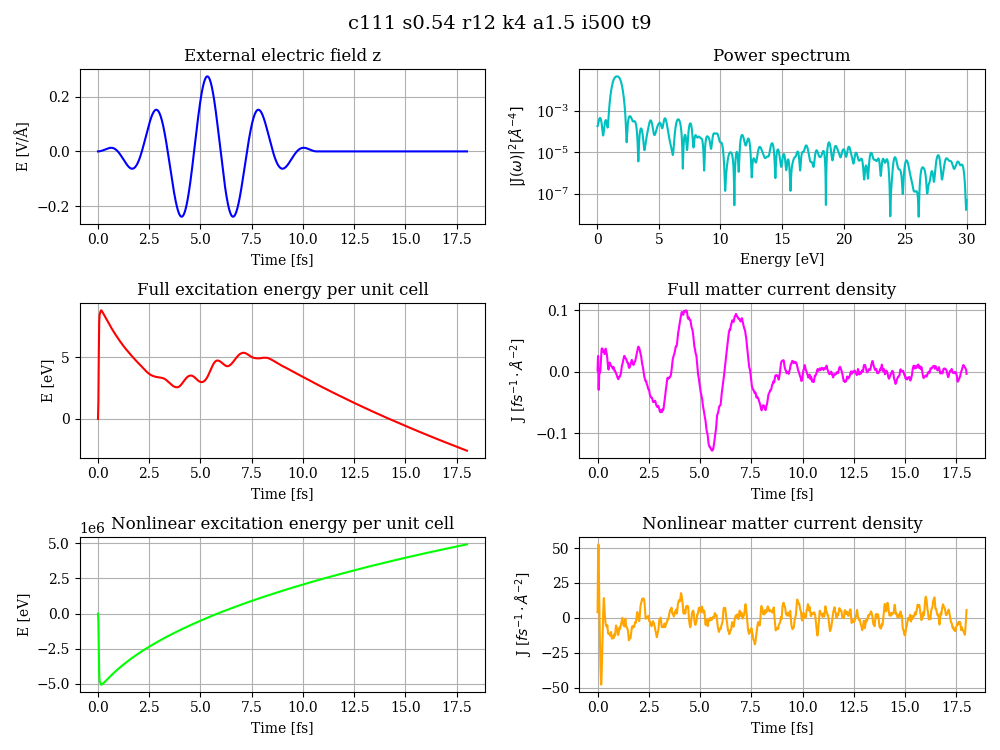 c111 s0.54 r12 k4 a1.5 i500 t9
External electric field z
E [V/Å]
0.2
0.0
−0.2
0.0 2.5 5.0 7.5 10.0 12.5 15.0 17.5
Time [fs]
Power spectrum
|J(ω)|²[Å⁻⁴]
10⁻³
10⁻⁵
10⁻⁷
0 5 10 15 20 25 30
Energy [eV]
Full excitation energy per unit cell
E [eV]
5
0
0.0 2.5 5.0 7.5 10.0 12.5 15.0 17.5
Time [fs]
Full matter current density
J [fs⁻¹ · Å⁻²]
0.1
0.0
−0.1
0.0 2.5 5.0 7.5 10.0 12.5 15.0 17.5
Time [fs]
Nonlinear excitation energy per unit cell
1e6
E [eV]
5.0
2.5
0.0
−2.5
−5.0
0.0 2.5 5.0 7.5 10.0 12.5 15.0 17.5
Time [fs]
Nonlinear matter current density
J [fs⁻¹ · Å⁻²]
50
25
0
−25
−50
0.0 2.5 5.0 7.5 10.0 12.5 15.0 17.5
Time [fs]